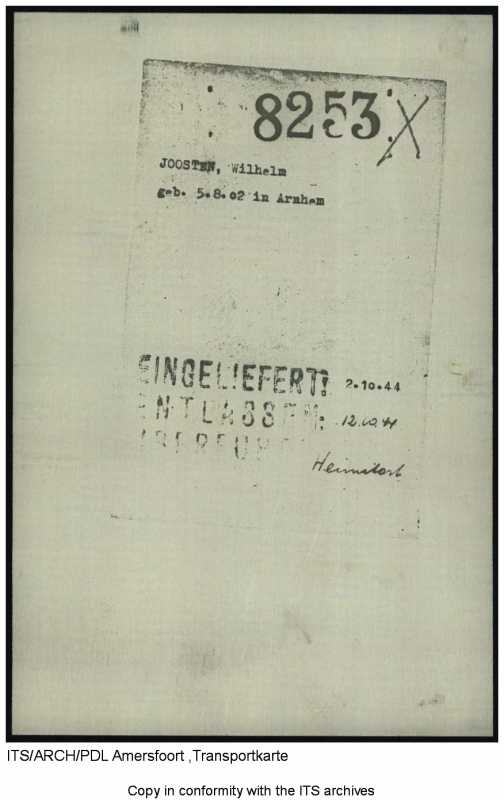 8253 X
JOOSTEN, Wilhelm
geb. 5.8.02 in Arnhem
EINGELIEFERT: 2.10.44
ENTLASSEN: 12.10.44
Heimatort
ITS/ARCH/PDL Amersfoort ,Transportkarte
Copy in conformity with the ITS archives